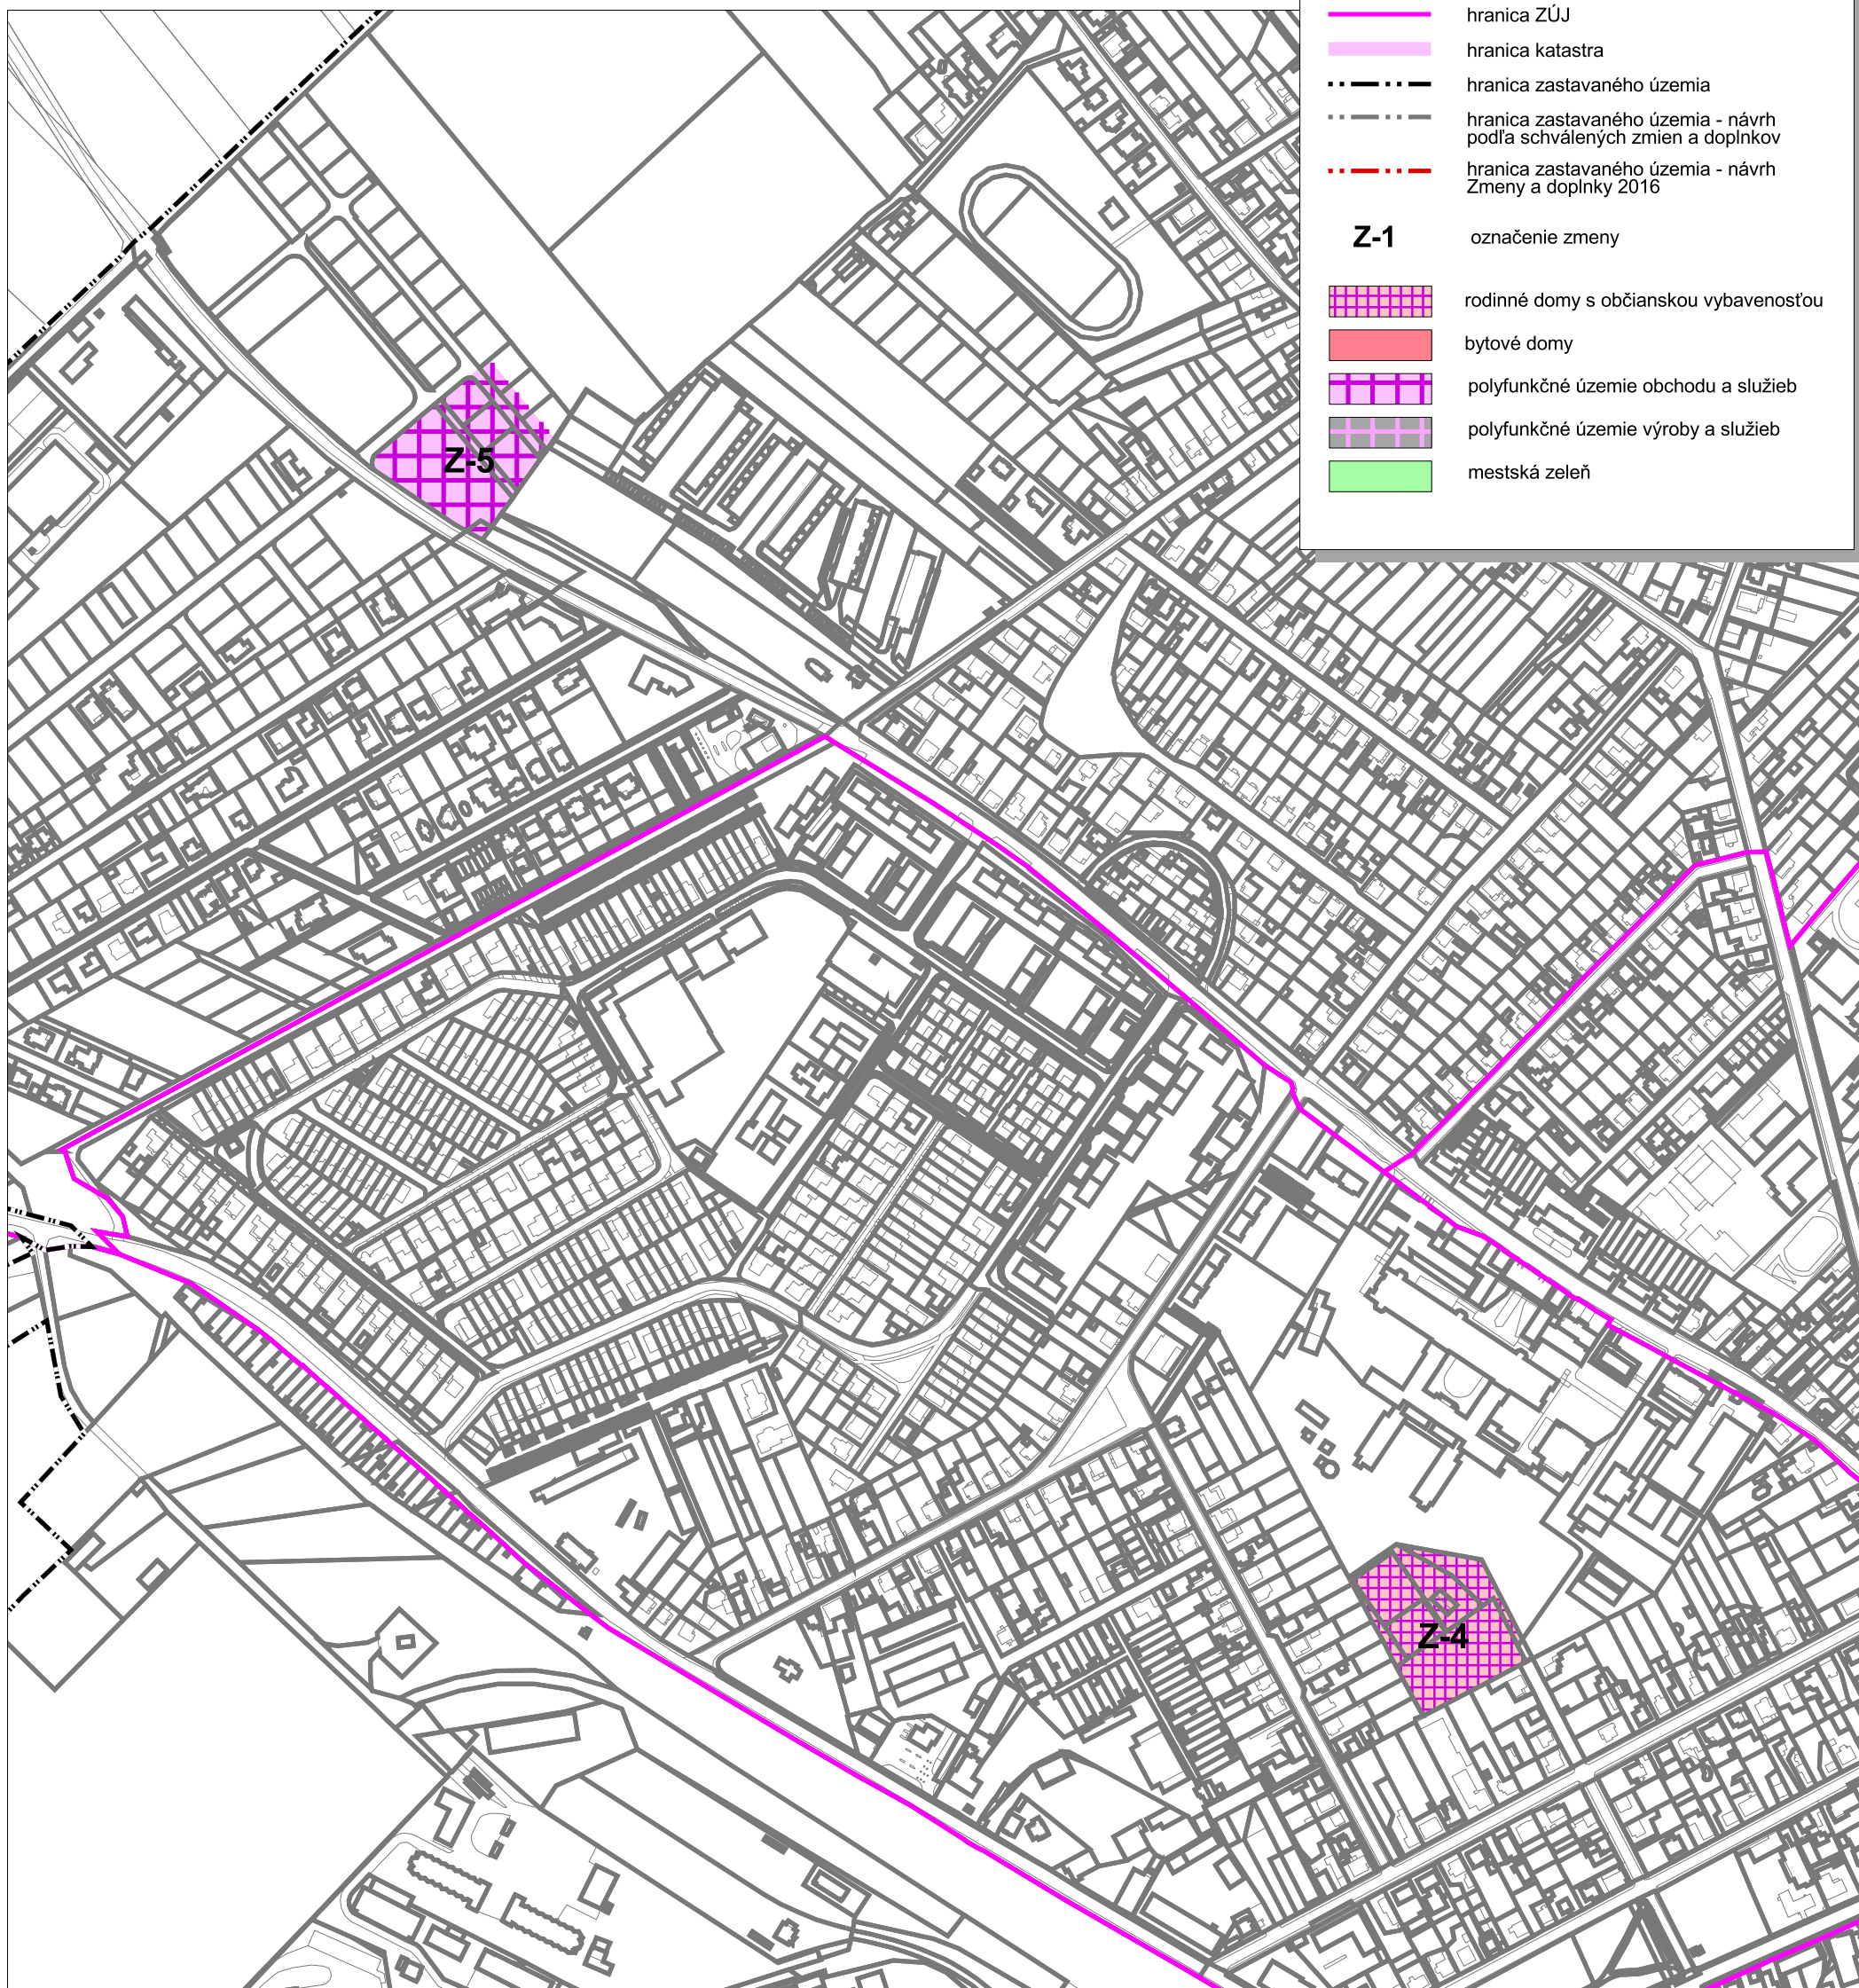 hranica ZÚJ
hranica katastra
hranica zastavaného územia
hranica zastavaného územia - návrh
podľa schválených zmien a doplnkov
hranica zastavaného územia - návrh
Zmeny a doplnky 2016
Z-1 označenie zmeny
rodinné domy s občianskou vybavenosťou
bytové domy
polyfunkčné územie obchodu a služieb
polyfunkčné územie výroby a služieb
mestská zeleň
Z-5
Z-4